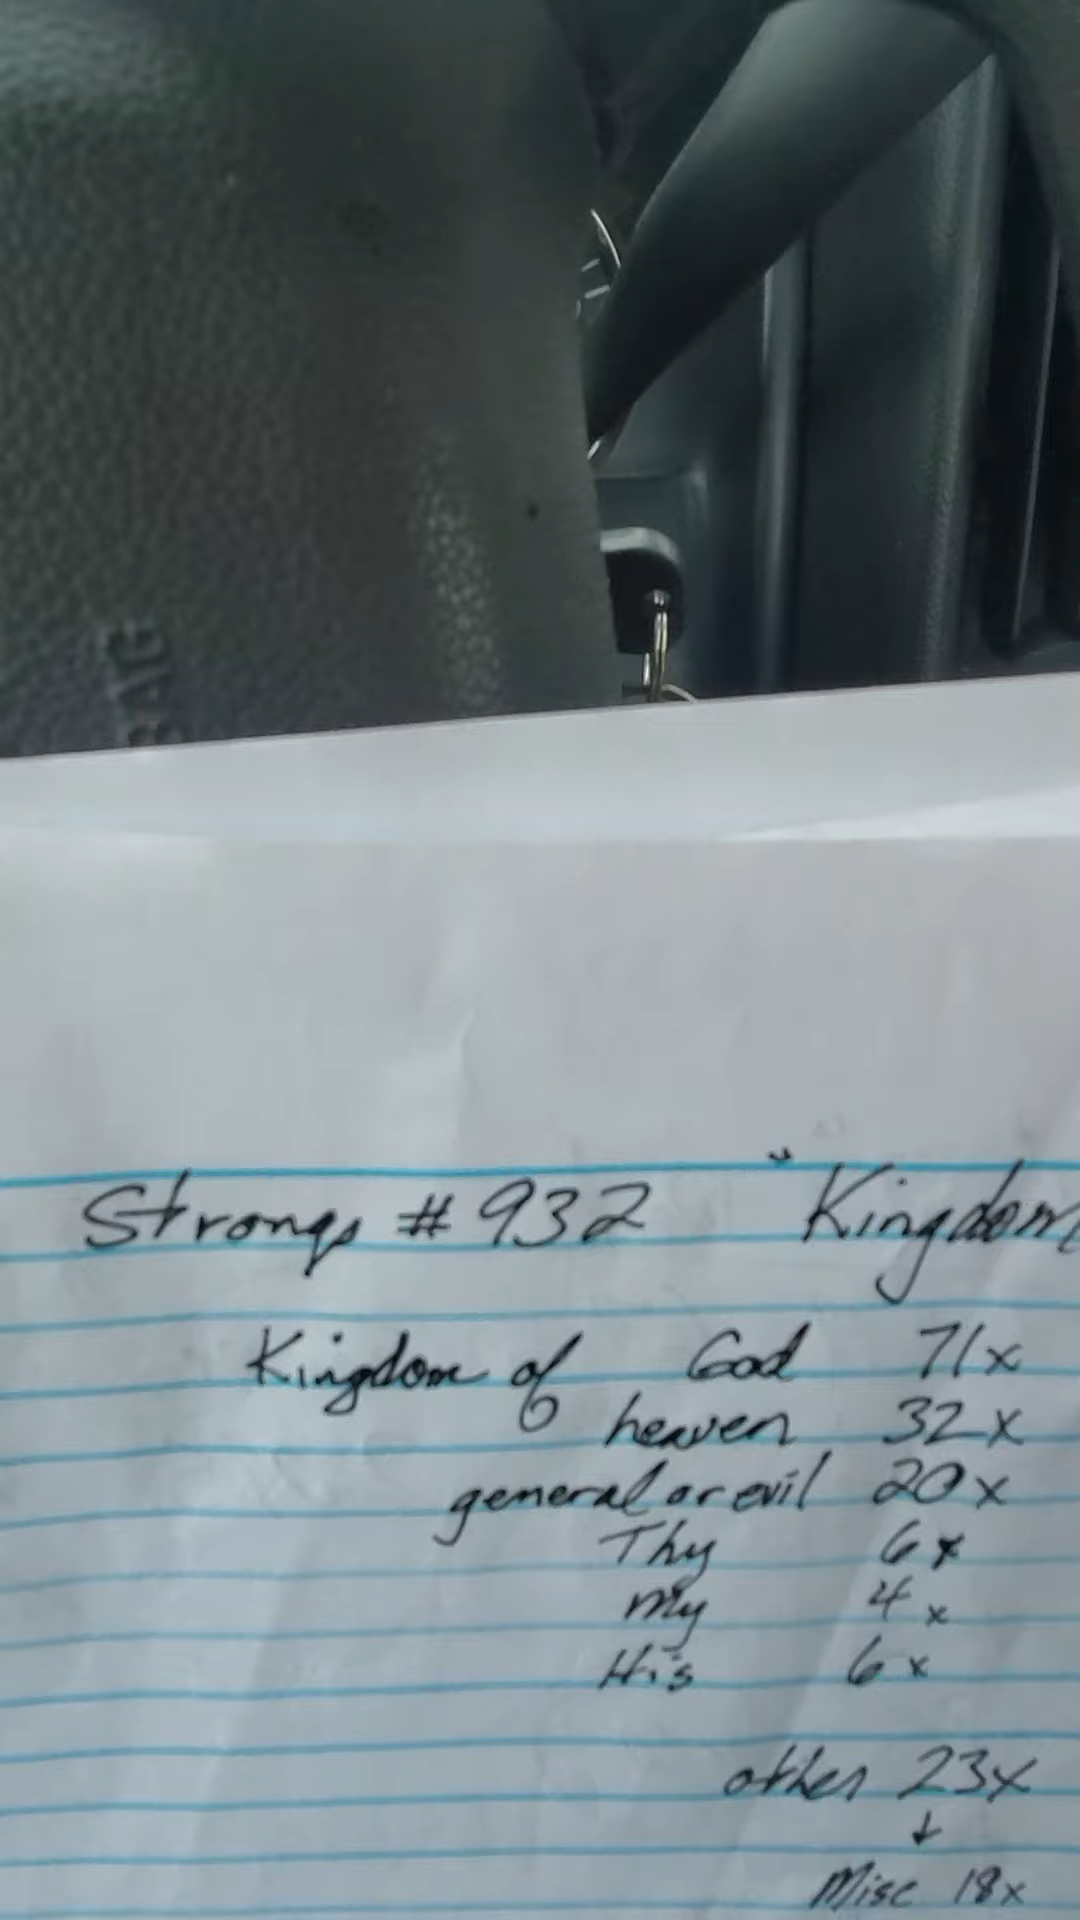 BAG
Strongs #932 "Kingdom
Kingdom of God 71x
heaven 32x
general or evil 20x
Thy 6x
My 4x
His 6x
other 23x
↓
Misc 18x